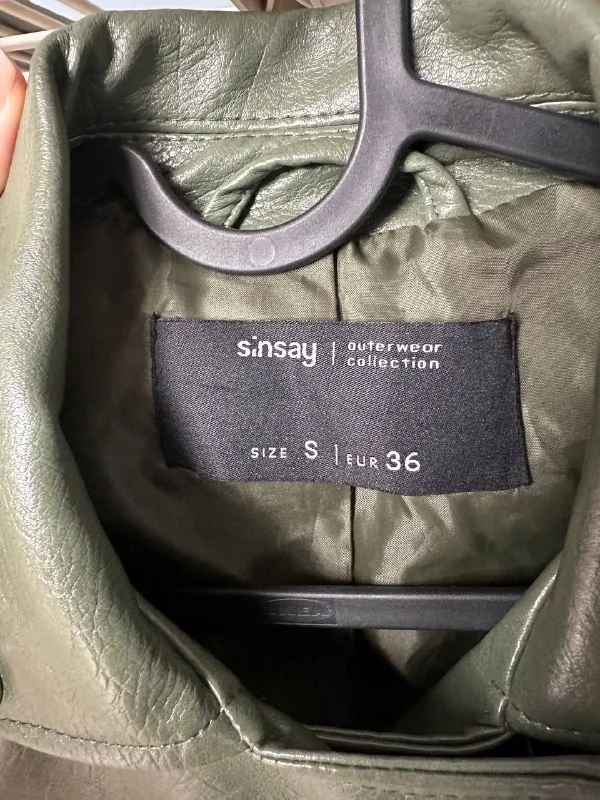 sinsay | outerwear
collection
SIZE S | EUR 36